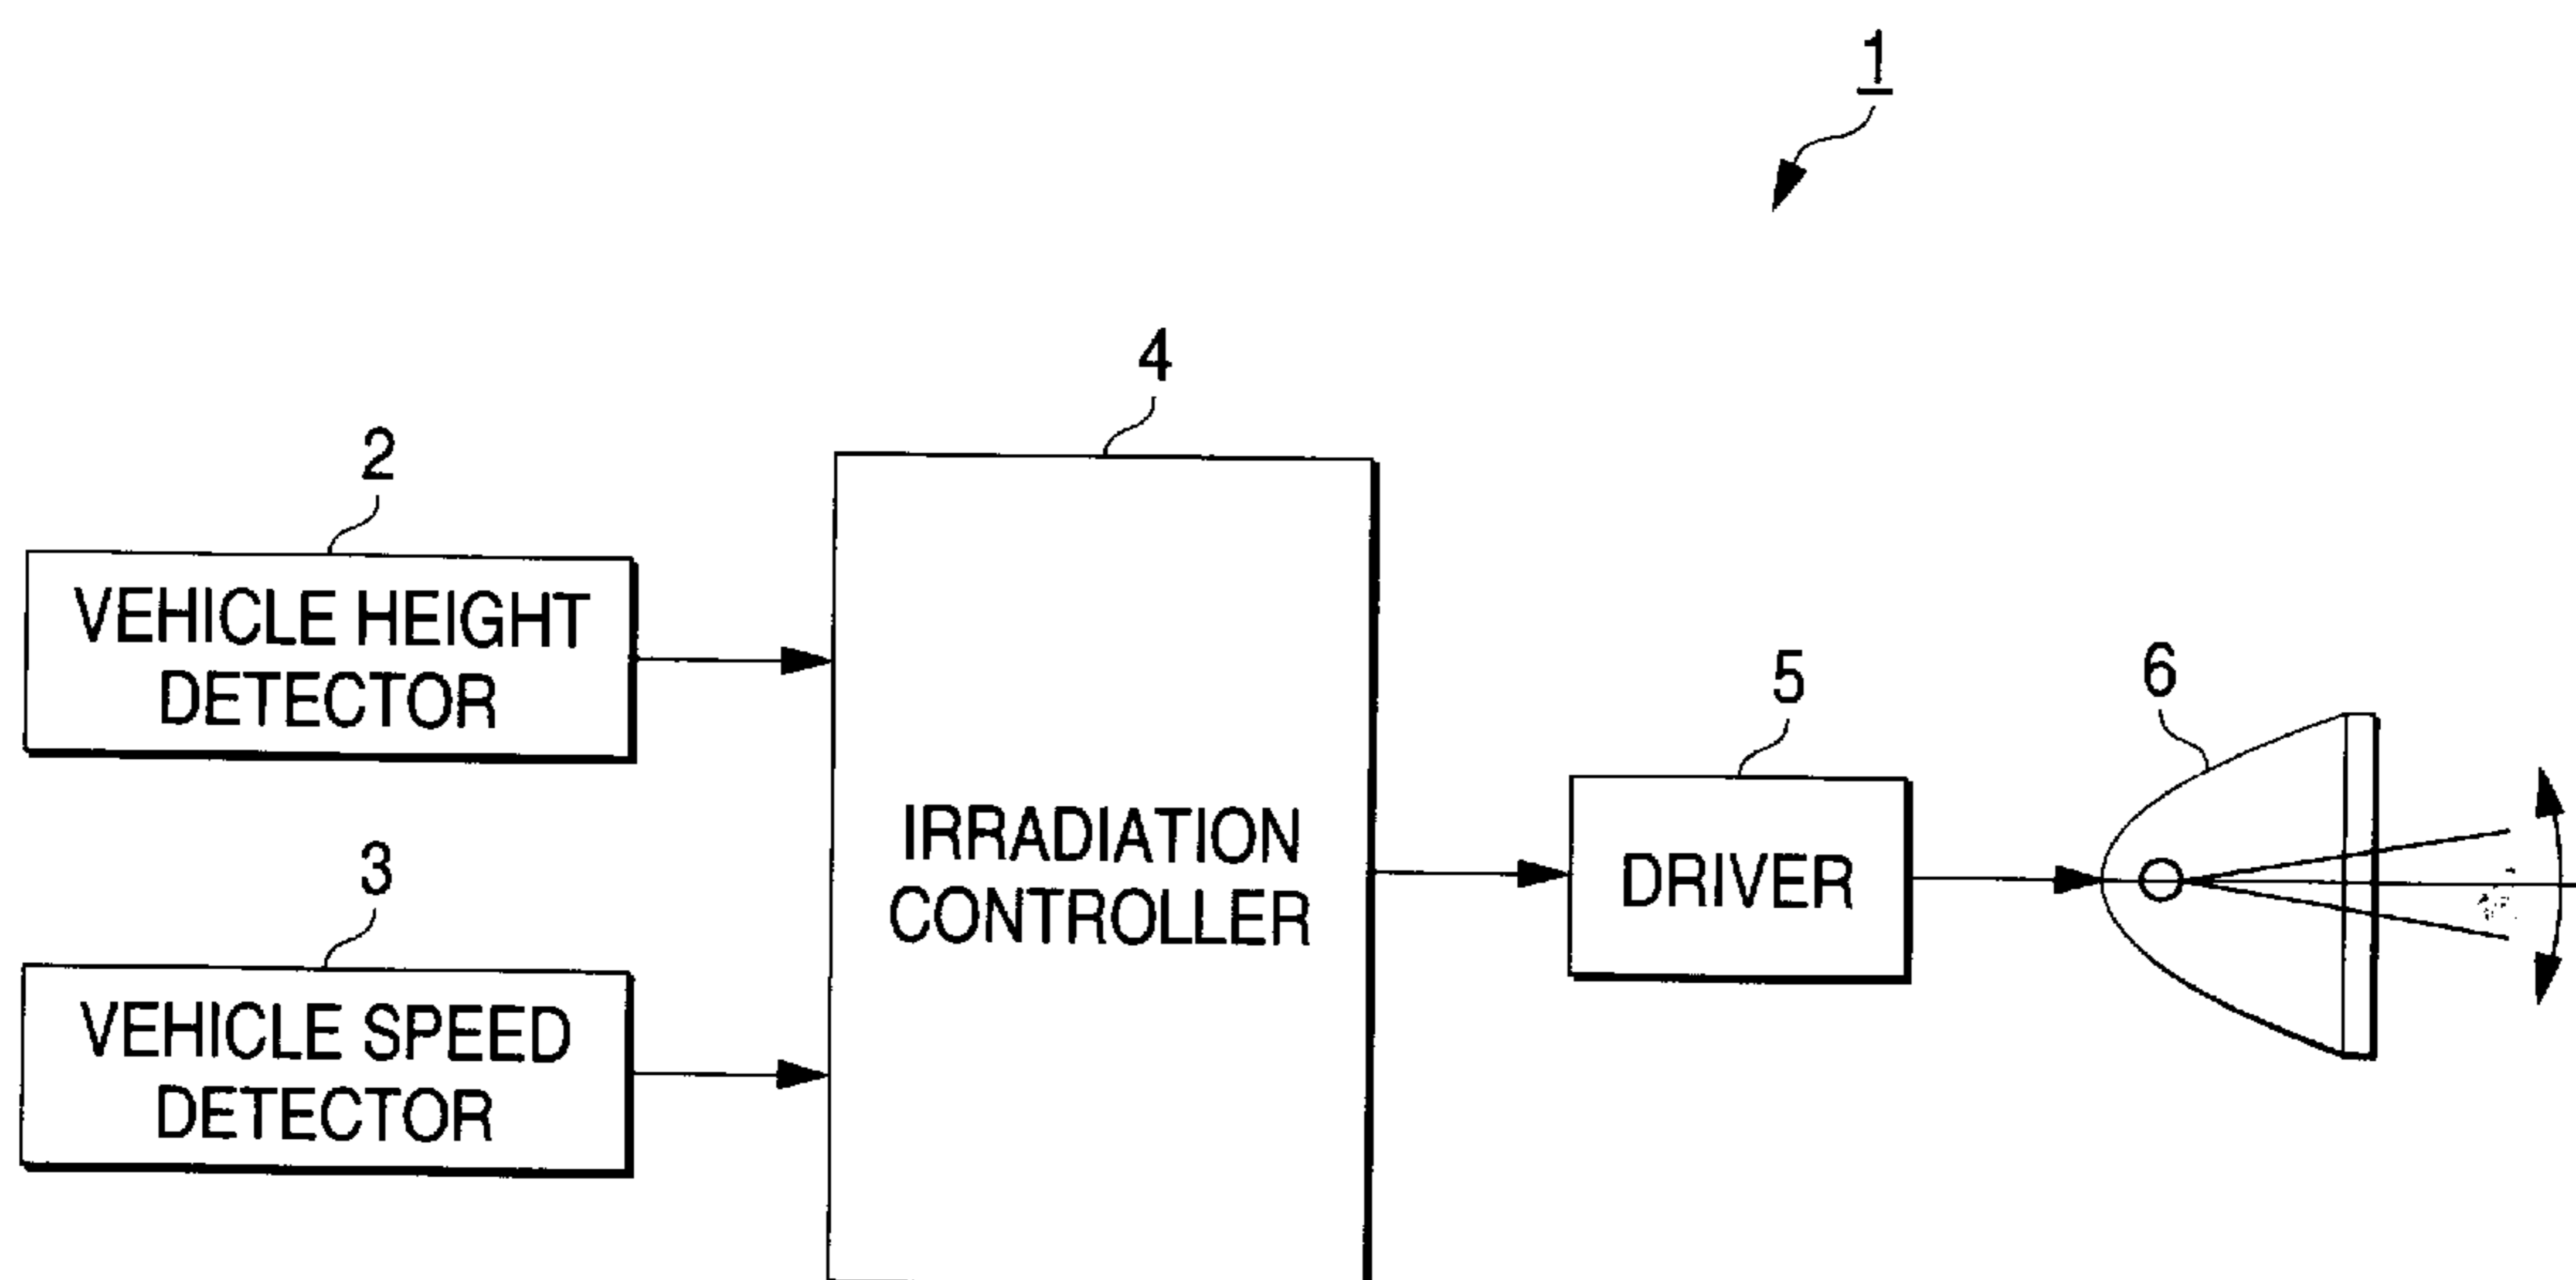 1
4
2
VEHICLE HEIGHT
DETECTOR
3
VEHICLE SPEED
DETECTOR
IRRADIATION
CONTROLLER
5
DRIVER
6